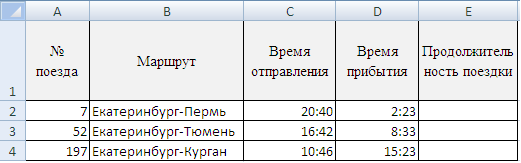 A B C D E
№ поезда Маршрут Время отправления Время прибытия Продолжитель ность поездки
1
2 7 Екатеринбург-Пермь 20:40 2:23
3 52 Екатеринбург-Тюмень 16:42 8:33
4 197 Екатеринбург-Курган 10:46 15:23